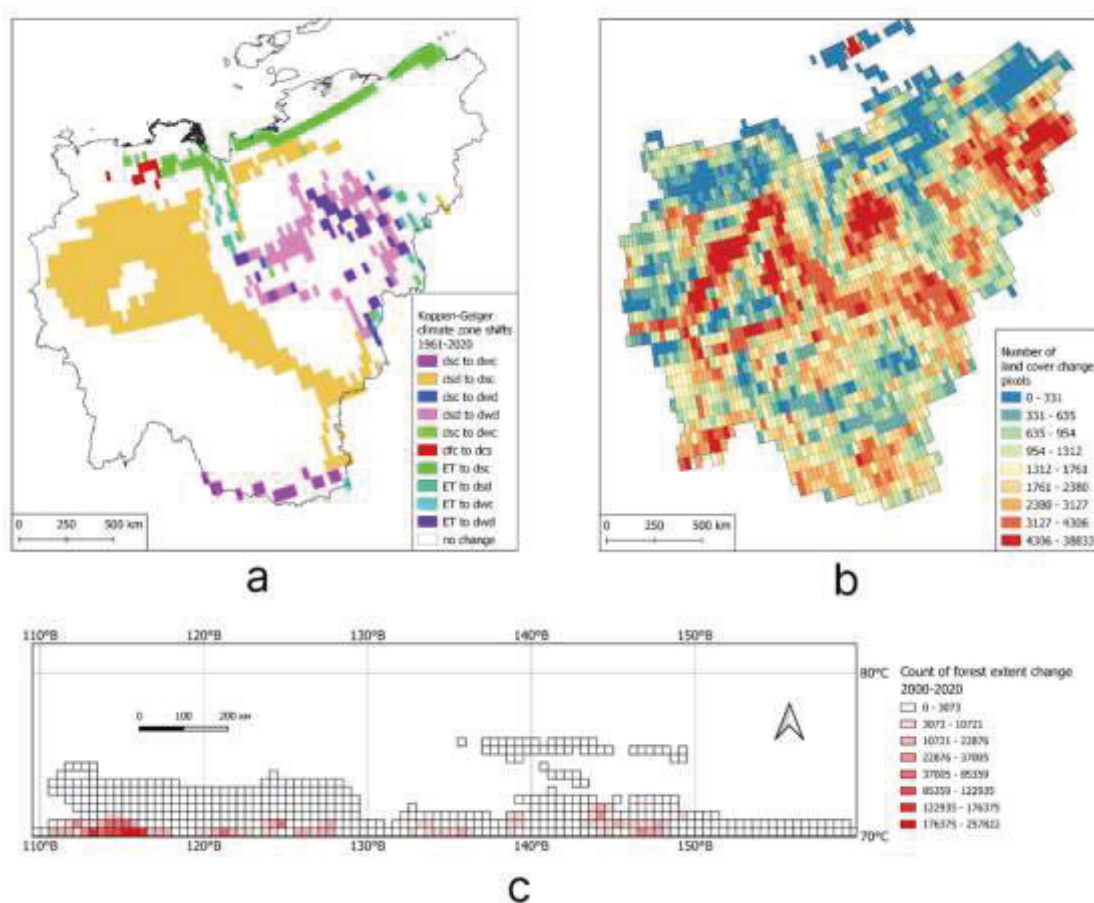 Koppen-Geiger
climate zone shifts
1961-2020
dsc to dwc
dsd to dsc
dsc to dwd
dsd to dwd
dsc to dwc
dfc to dcs
ET to dsc
ET to dsd
ET to dwc
ET to dwd
no change
0 250 500 km
a
Number of
land cover change
pixels
0 - 331
331 - 635
635 - 954
954 - 1312
1312 - 1761
1761 - 2380
2380 - 3127
3127 - 4306
4306 - 38833
0 250 500 km
b
110°B 120°B 130°B 140°B 150°B
80°C
0 100 200 км
70°C
110°B 120°B 130°B 140°B 150°B
Count of forest extent change
2000-2020
0 - 3073
3073 - 10721
10721 - 22876
22876 - 37005
37005 - 85359
85359 - 122935
122935 - 176375
176375 - 257822
c